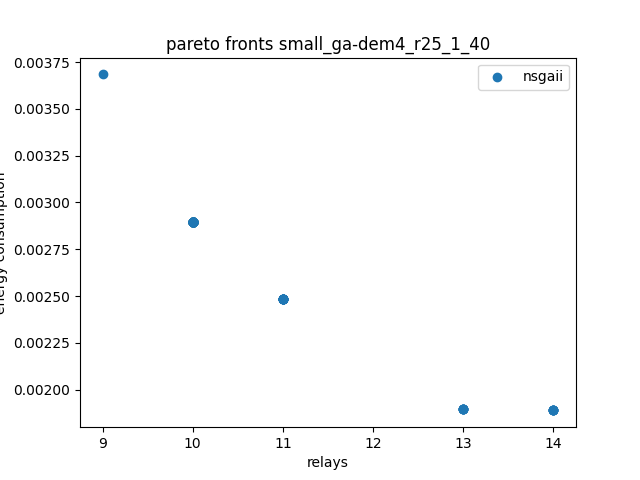 pareto fronts small_ga-dem4_r25_1_40
nsgaii
0.00375
0.00350
0.00325
0.00300
0.00275
0.00250
0.00225
0.00200
energy consumption
9 10 11 12 13 14
relays